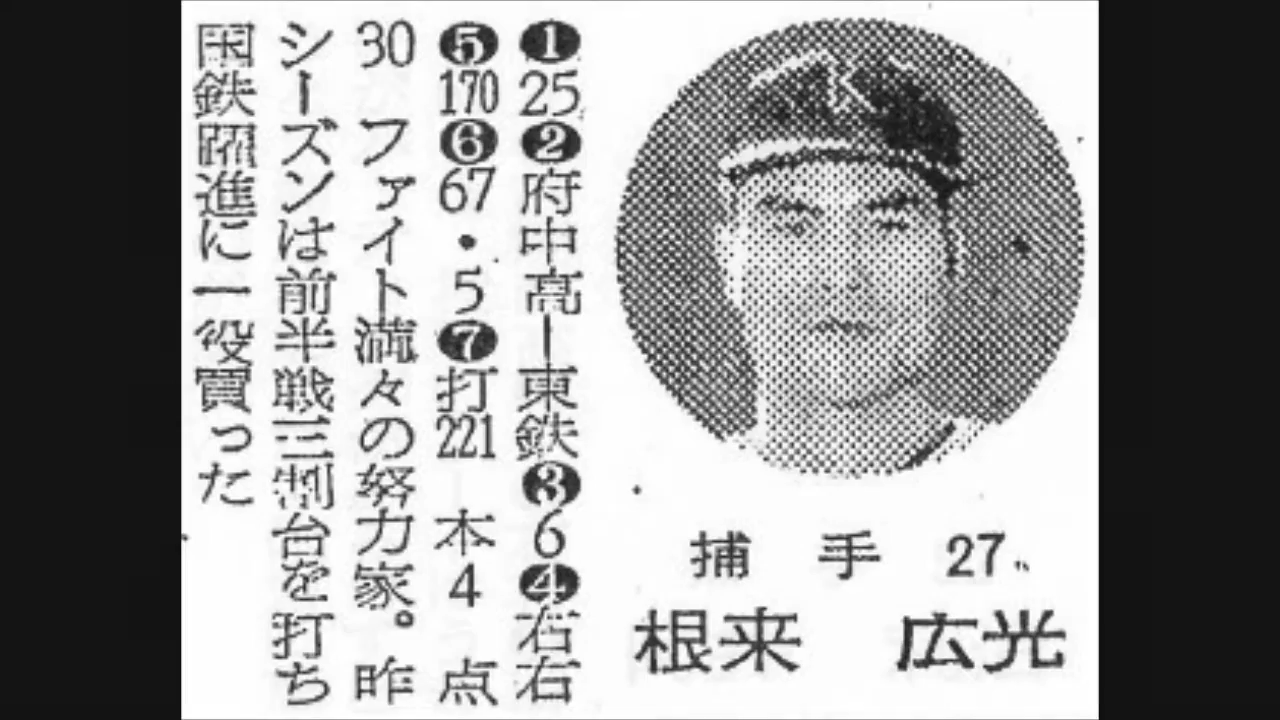 捕手 27
根来 広光
❶25❷府中高ー東鉄❸6❹右右
❺170❻67・5❼打221 本4 点
30 ファイト満々の努力家。昨
シーズンは前半戦三割台を打ち
国鉄躍進に一役買った